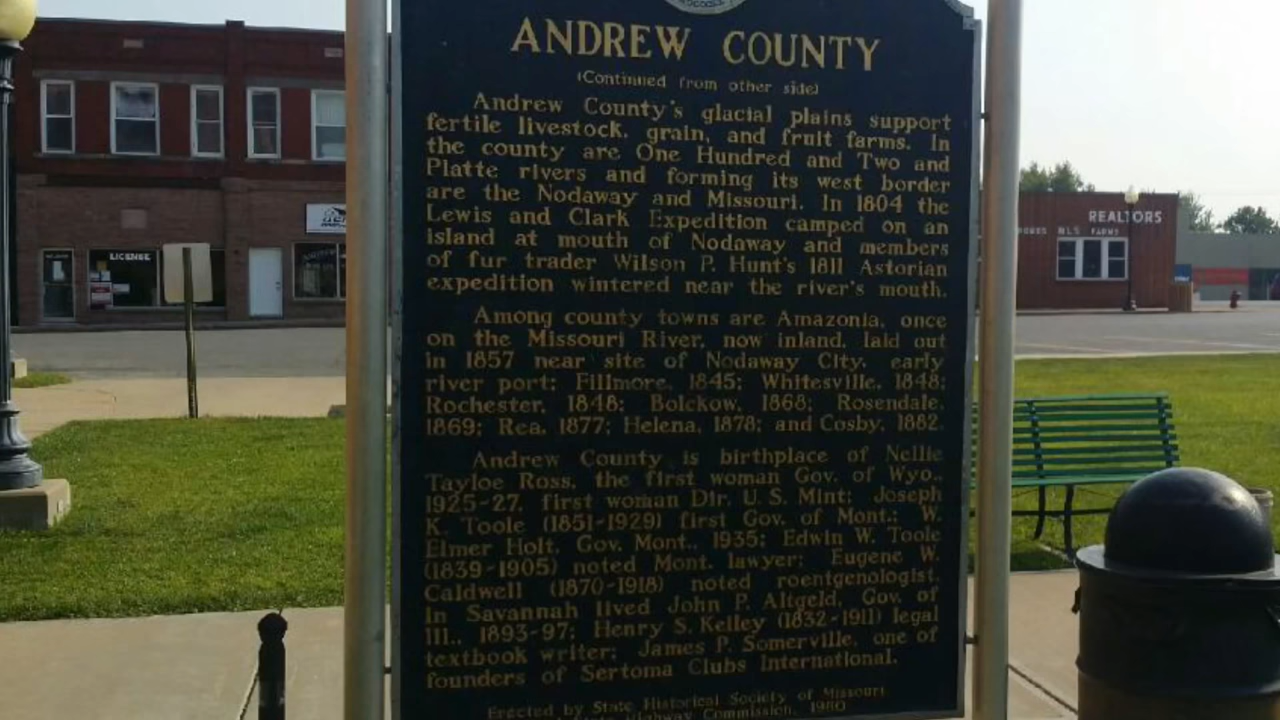 ANDREW COUNTY
(Continued from other side)
Andrew County's glacial plains support
fertile livestock, grain, and fruit farms. In
the county are One Hundred and Two and
Platte rivers and forming its west border
are the Nodaway and Missouri. In 1804 the
Lewis and Clark Expedition camped on an
island at mouth of Nodaway and members
of fur trader Wilson P. Hunt's 1811 Astorian
expedition wintered near the river's mouth.
Among county towns are Amazonia, once
on the Missouri River, now inland, laid out
in 1857 near site of Nodaway City, early
river port; Fillmore, 1845; Whitesville, 1848;
Rochester, 1848; Bolckow, 1868; Rosendale,
1869; Rea, 1877; Helena, 1878; and Cosby, 1882.
Andrew County is birthplace of Nellie
Tayloe Ross, the first woman Gov. of Wyo.,
1925-27, first woman Dir. U.S. Mint; Joseph
K. Toole (1851-1929) first Gov. of Mont.; W.
Elmer Holt, Gov. Mont., 1935; Edwin W. Toole
(1839-1905) noted Mont. lawyer; Eugene W.
Caldwell (1870-1918) noted roentgenologist.
In Savannah lived John P. Altgeld, Gov. of
Ill., 1893-97; Henry S. Kelley (1832-1911) legal
textbook writer; James P. Somerville, one of
founders of Sertoma Clubs International.
Erected by State Historical Society of Missouri
State Highway Commission, 1980
LICENSE
REALTORS
MLS FARMS